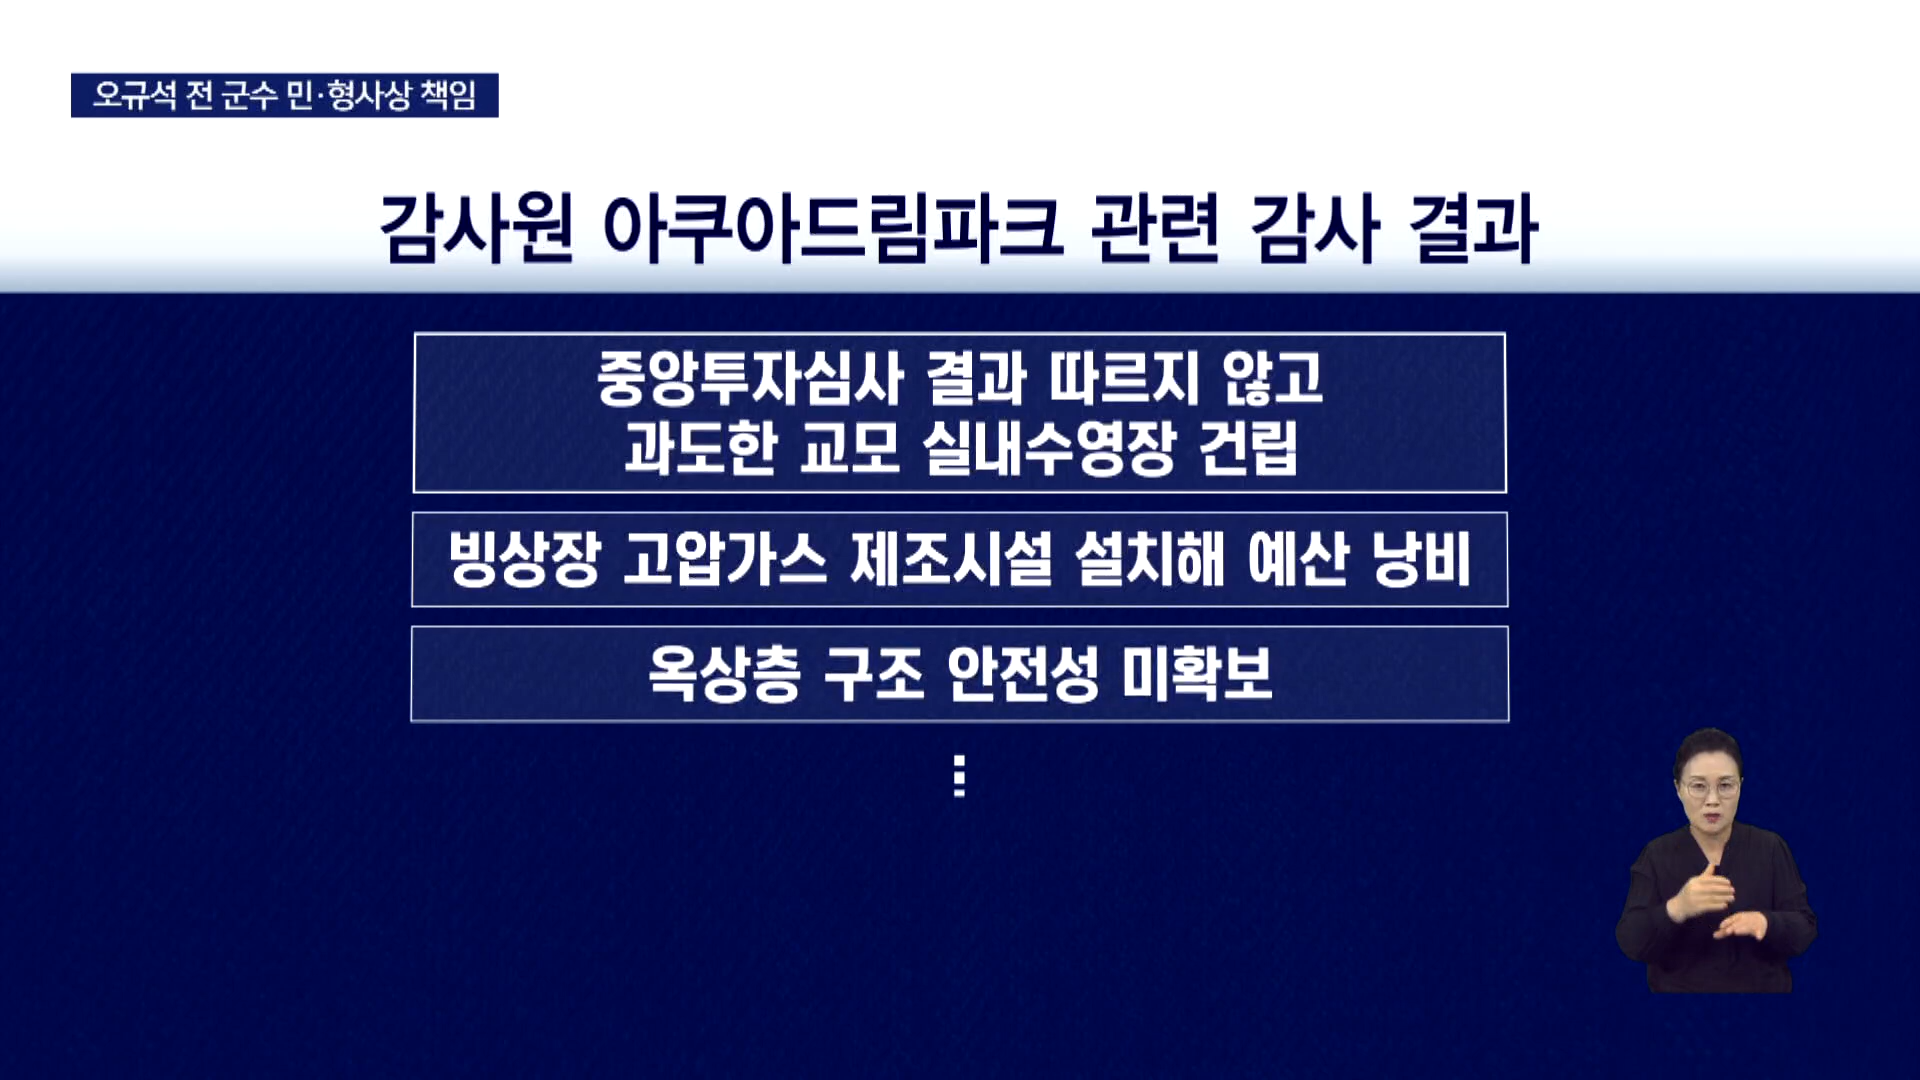 오규석 전 군수 민·형사상 책임
감사원 아쿠아드림파크 관련 감사 결과
중앙투자심사 결과 따르지 않고
과도한 교모 실내수영장 건립
빙상장 고압가스 제조시설 설치해 예산 낭비
옥상층 구조 안전성 미확보
⋮